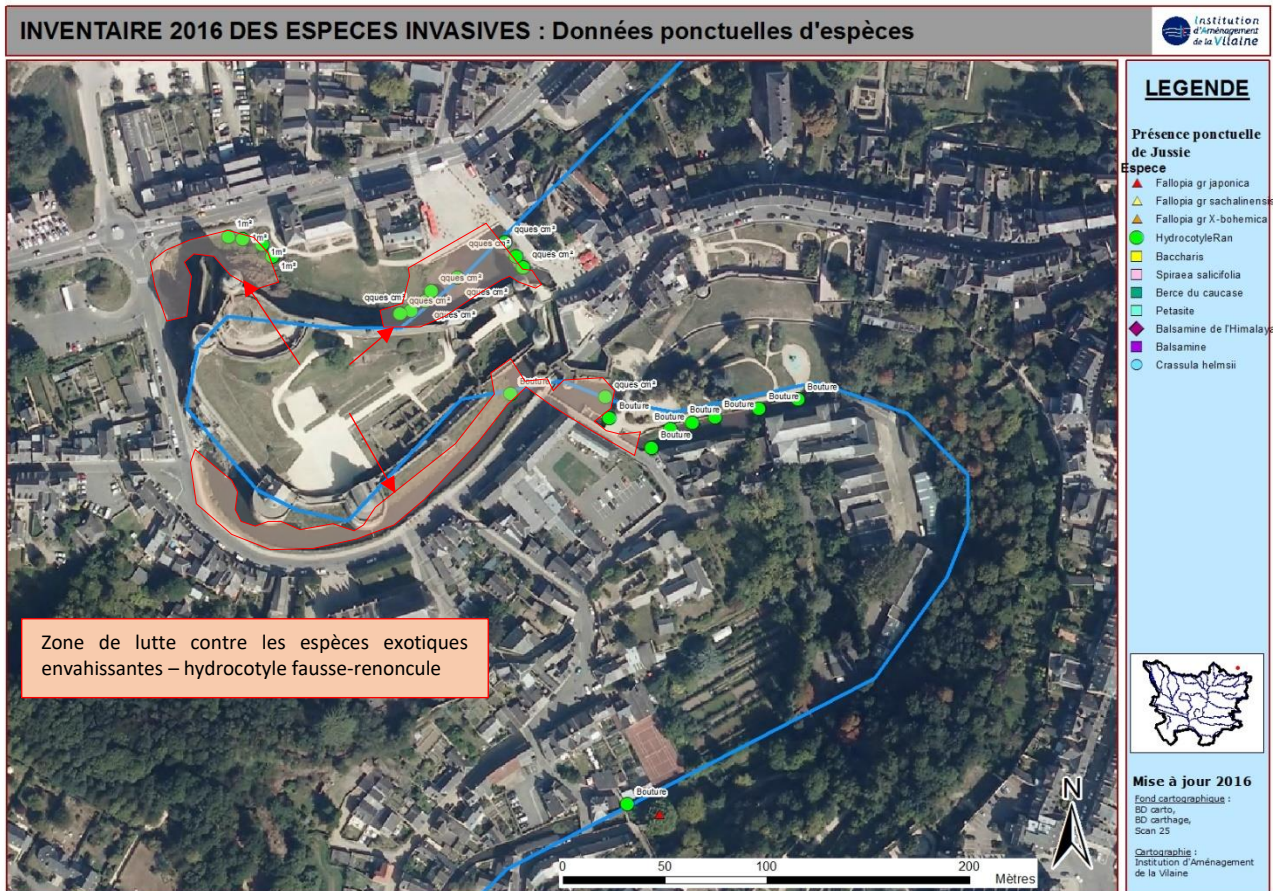 INVENTAIRE 2016 DES ESPECES INVASIVES : Données ponctuelles d'espèces
Institution
d'Aménagement
de la Vilaine
1m²
1m²
1m²
1m²
qques cm²
qques cm²
qques cm²
qques cm²
qques cm²
qques cm²
qques cm²
Bouture
qques cm²
Bouture
Bouture
Bouture
Bouture
Bouture
Bouture
Zone de lutte contre les espèces exotiques
envahissantes – hydrocotyle fausse-renoncule
Bouture
N
0 50 100 200
Mètres
LEGENDE
Présence ponctuelle
de Jussie
Espece
Fallopia gr japonica
Fallopia gr sachalinensis
Fallopia gr X-bohemica
HydrocotyleRan
Baccharis
Spiraea salicifolia
Berce du caucase
Petasite
Balsamine de l'Himalaya
Balsamine
Crassula helmsii
Mise à jour 2016
Fond cartographique :
BD carto,
BD carthage,
Scan 25
Cartographie :
Institution d'Aménagement
de la Vilaine